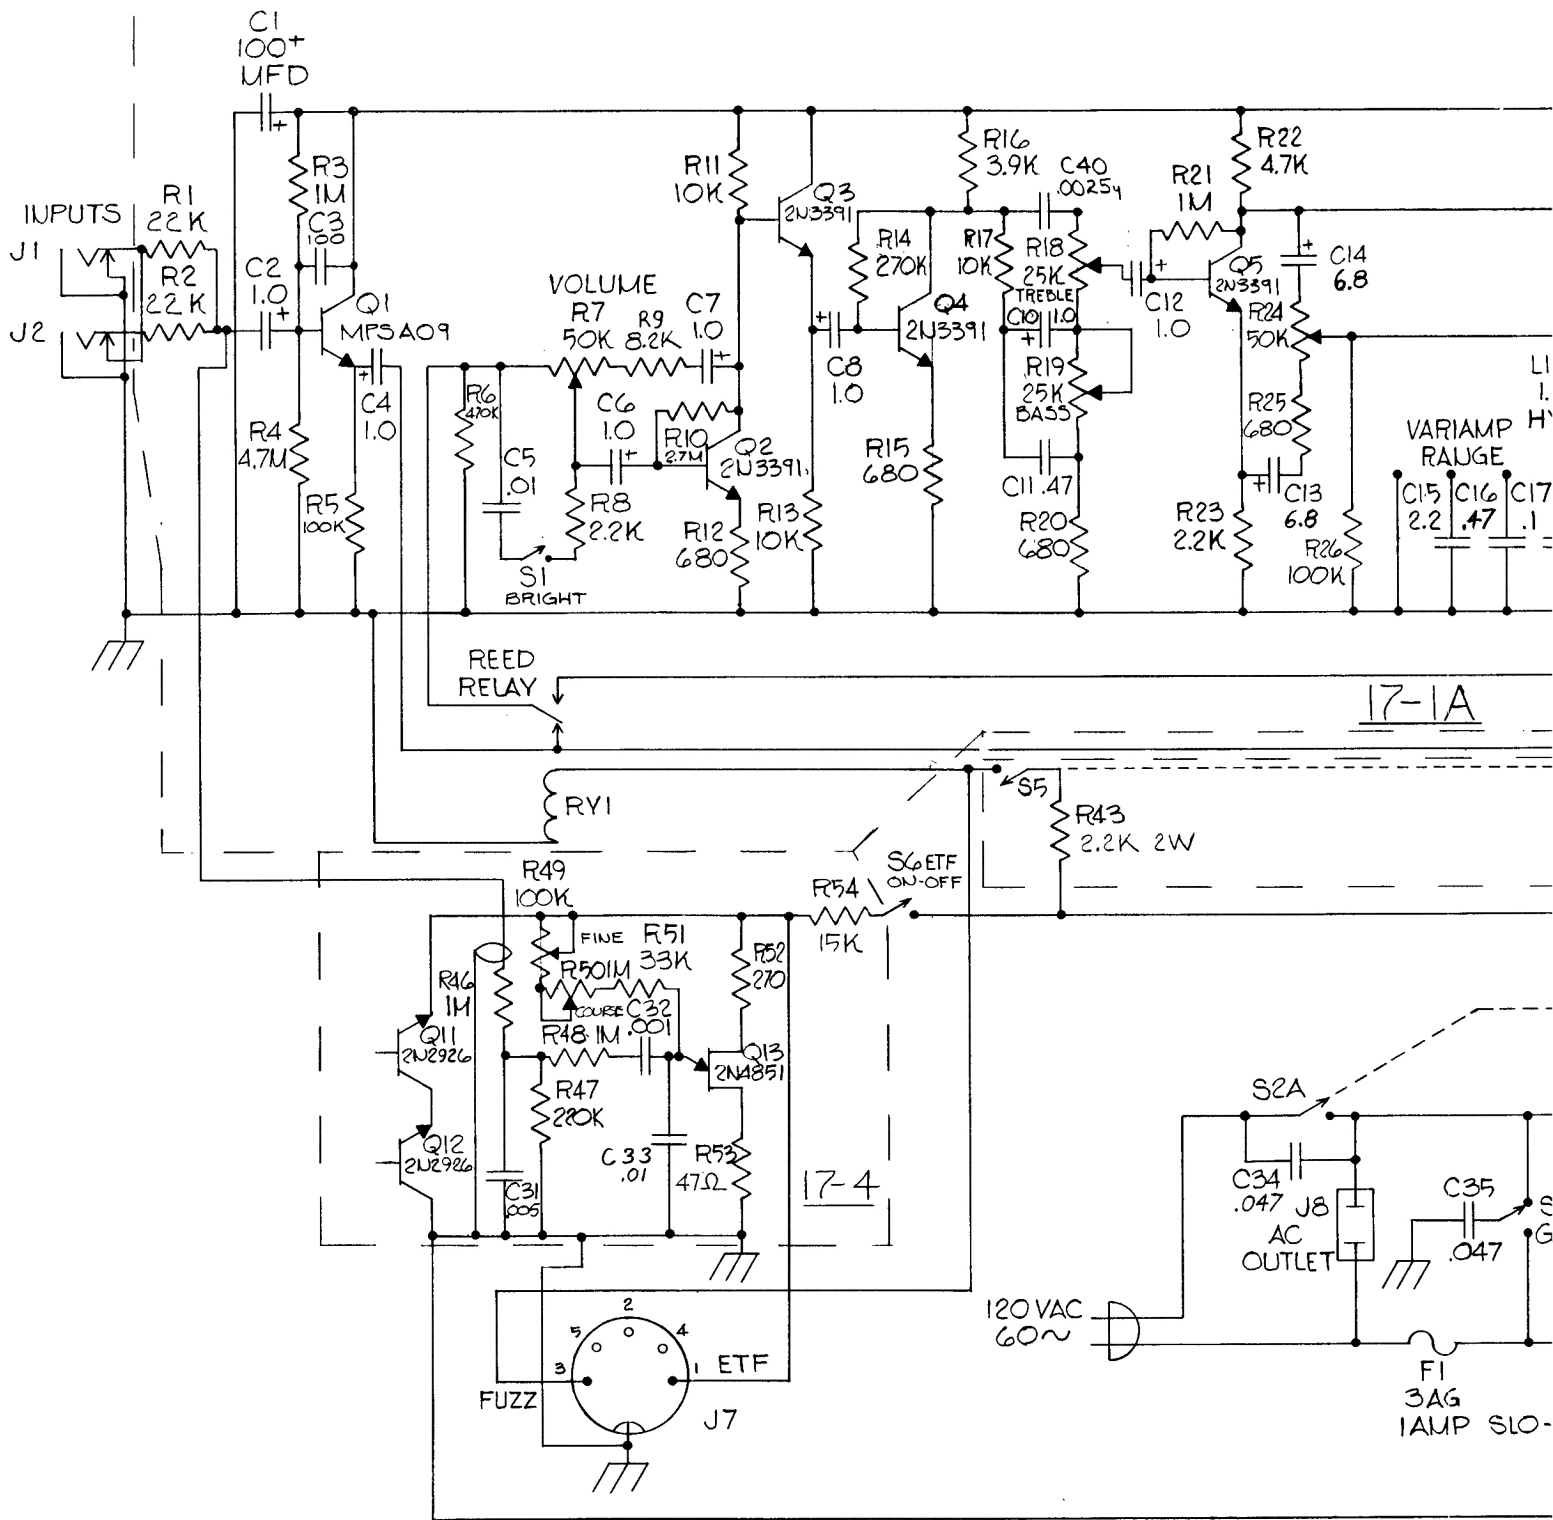 C1
100+
MFD
INPUTS
J1
J2
R1
22K
R2
22K
R3
1M
C3
100
C2
1.0
+
Q1
MPSA09
+
C4
1.0
R4
4.7M
R5
100K
VOLUME
R7
50K
R9
8.2K
C7
1.0
+
R6
470K
C5
.01
C6
1.0
+
R8
2.2K
S1
BRIGHT
R10
2.7M
Q2
2N3391
R12
680
R11
10K
Q3
2N3391
R13
10K
+
C8
1.0
R14
270K
Q4
2N3391
R15
680
R16
3.9K
C40
R17
10K
R18
25K
TREBLE
C10
1.0
+
R19
25K
BASS
C11 .47
R20
680
+
C12
1.0
R21
1M
R22
4.7K
Q5
2N3391
+
C14
6.8
R24
50K
R25
680
+
C13
6.8
R23
2.2K
R26
100K
VARIAMP
RANGE
C15
2.2
C16
.47
C17
.1
REED
RELAY
17-1A
RY1
S5
R43
2.2K 2W
R49
100K
FINE
R50 1M
COURSE
R51
33K
R52
270
R54
15K
S6 ETF
ON-OFF
R46
1M
Q11
2N2926
Q12
2N2926
R48 1M
C32
.001
Q13
2N4851
R47
220K
C31
.005
C33
.01
R53
47Ω
17-4
2
5
4
3
1
FUZZ
ETF
J7
S2A
C34
.047
J8
AC
OUTLET
C35
.047
120 VAC
60~
F1
3AG
1AMP SLO-